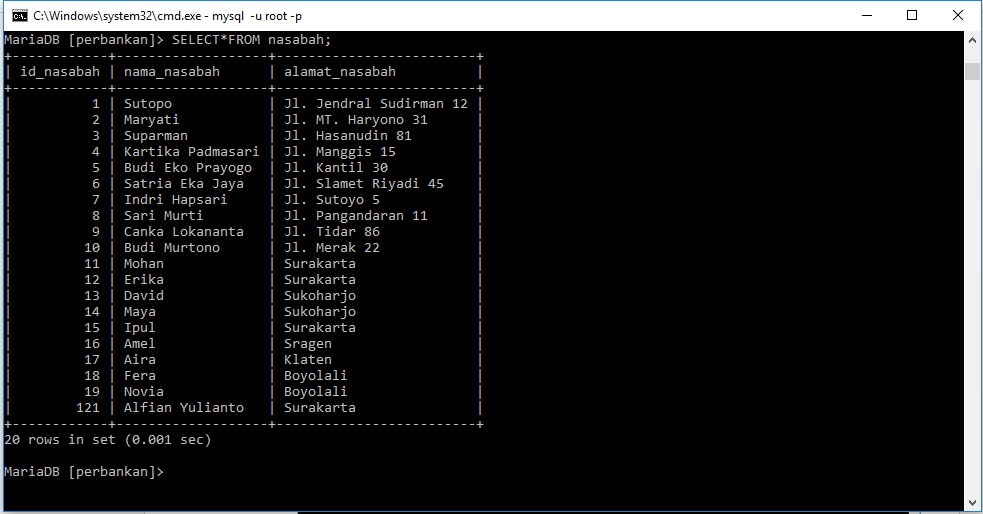 C:\Windows\system32\cmd.exe - mysql  -u root -p
MariaDB [perbankan]> SELECT*FROM nasabah;
+------------+-------------------+-------------------------+
| id_nasabah | nama_nasabah      | alamat_nasabah          |
+------------+-------------------+-------------------------+
|          1 | Sutopo            | Jl. Jendral Sudirman 12 |
|          2 | Maryati           | Jl. MT. Haryono 31      |
|          3 | Suparman          | Jl. Hasanudin 81        |
|          4 | Kartika Padmasari | Jl. Manggis 15          |
|          5 | Budi Eko Prayogo  | Jl. Kantil 30           |
|          6 | Satria Eka Jaya   | Jl. Slamet Riyadi 45    |
|          7 | Indri Hapsari     | Jl. Sutoyo 5            |
|          8 | Sari Murti        | Jl. Pangandaran 11      |
|          9 | Canka Lokananta   | Jl. Tidar 86            |
|         10 | Budi Murtono      | Jl. Merak 22            |
|         11 | Mohan             | Surakarta               |
|         12 | Erika             | Surakarta               |
|         13 | David             | Sukoharjo               |
|         14 | Maya              | Sukoharjo               |
|         15 | Ipul              | Surakarta               |
|         16 | Amel              | Sragen                  |
|         17 | Aira              | Klaten                  |
|         18 | Fera              | Boyolali                |
|         19 | Novia             | Boyolali                |
|        121 | Alfian Yulianto   | Surakarta               |
+------------+-------------------+-------------------------+
20 rows in set (0.001 sec)
MariaDB [perbankan]>